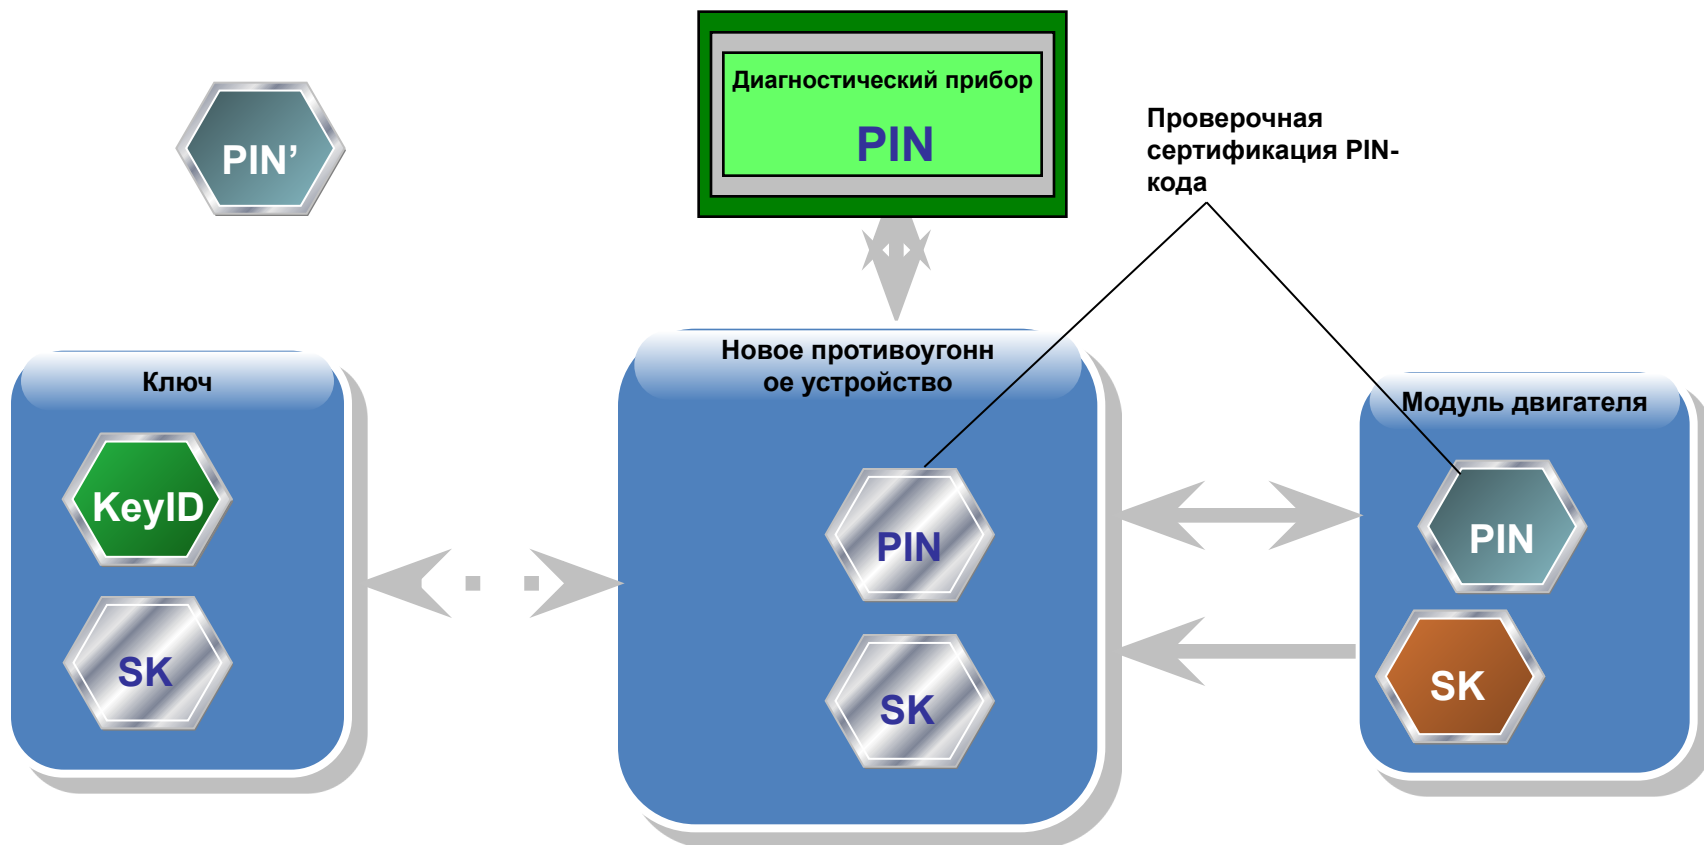 Диагностический прибор
PIN
PIN’
Проверочная
сертификация PIN-
кода
Ключ
KeyID
SK
Новое противоугонн
ое устройство
PIN
SK
Модуль двигателя
PIN
SK